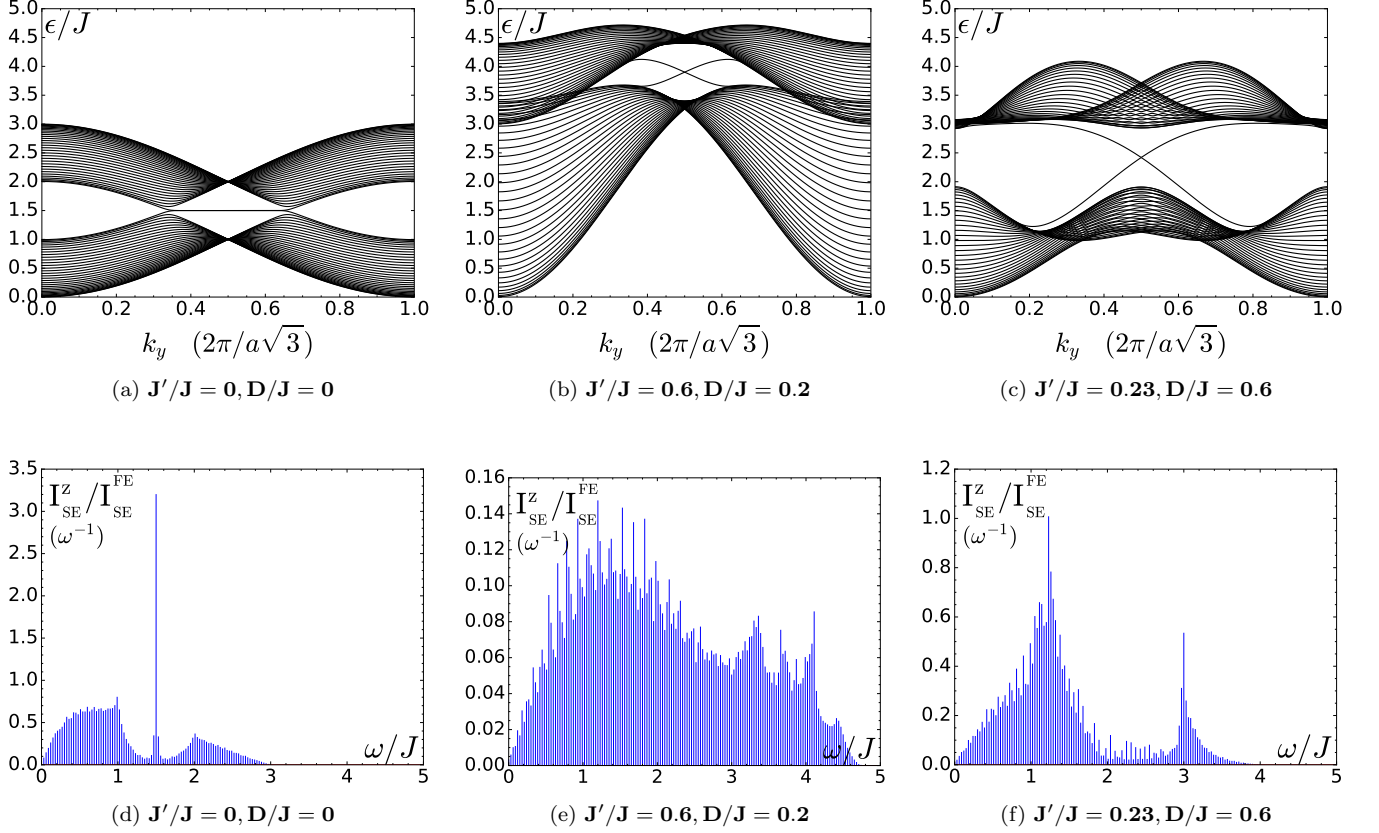 5.0
4.5
4.0
3.5
3.0
2.5
2.0
1.5
1.0
0.5
0.0
ϵ/J
0.0 0.2 0.4 0.6 0.8 1.0
k_y (2π/a√3)
(a) J′/J = 0, D/J = 0
5.0
4.5
4.0
3.5
3.0
2.5
2.0
1.5
1.0
0.5
0.0
ϵ/J
0.0 0.2 0.4 0.6 0.8 1.0
k_y (2π/a√3)
(b) J′/J = 0.6, D/J = 0.2
5.0
4.5
4.0
3.5
3.0
2.5
2.0
1.5
1.0
0.5
0.0
ϵ/J
0.0 0.2 0.4 0.6 0.8 1.0
k_y (2π/a√3)
(c) J′/J = 0.23, D/J = 0.6
3.5
3.0
2.5
2.0
1.5
1.0
0.5
0.0
I^z_SE/I^FE_SE
(ω⁻¹)
ω/J
0 1 2 3 4 5
(d) J′/J = 0, D/J = 0
0.16
0.14
0.12
0.10
0.08
0.06
0.04
0.02
0.00
I^z_SE/I^FE_SE
(ω⁻¹)
ω/J
0 1 2 3 4 5
(e) J′/J = 0.6, D/J = 0.2
1.2
1.0
0.8
0.6
0.4
0.2
0.0
I^z_SE/I^FE_SE
(ω⁻¹)
ω/J
0 1 2 3 4 5
(f) J′/J = 0.23, D/J = 0.6